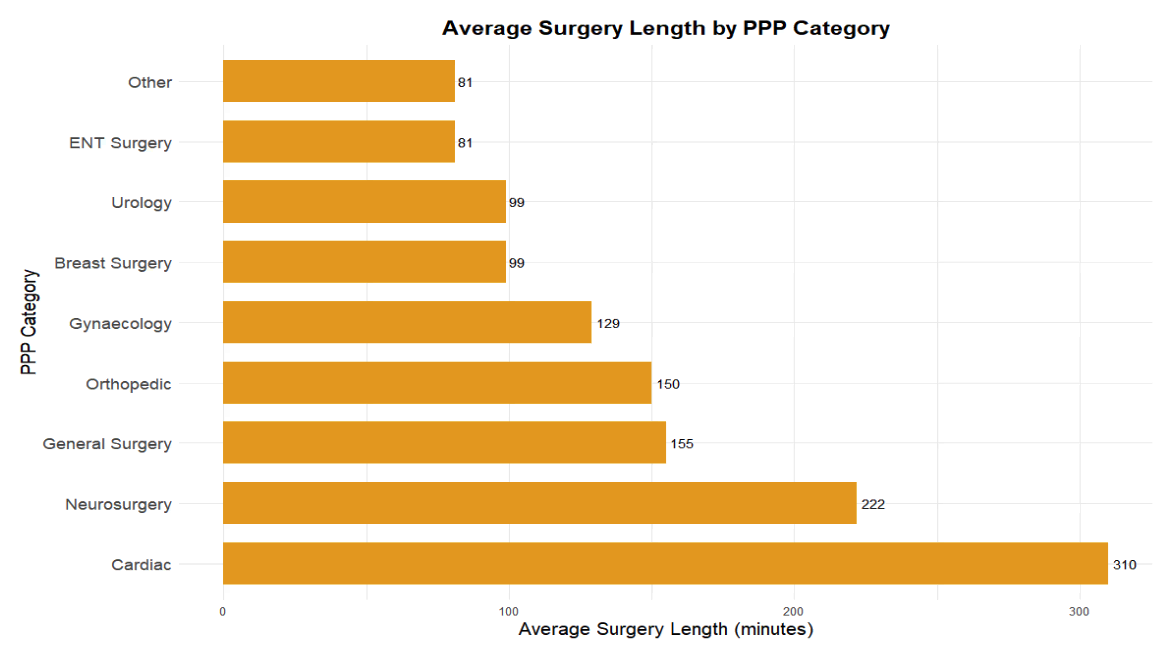 Average Surgery Length by PPP Category
PPP Category
Other 81
ENT Surgery 81
Urology 99
Breast Surgery 99
Gynaecology 129
Orthopedic 150
General Surgery 155
Neurosurgery 222
Cardiac 310
0 100 200 300
Average Surgery Length (minutes)